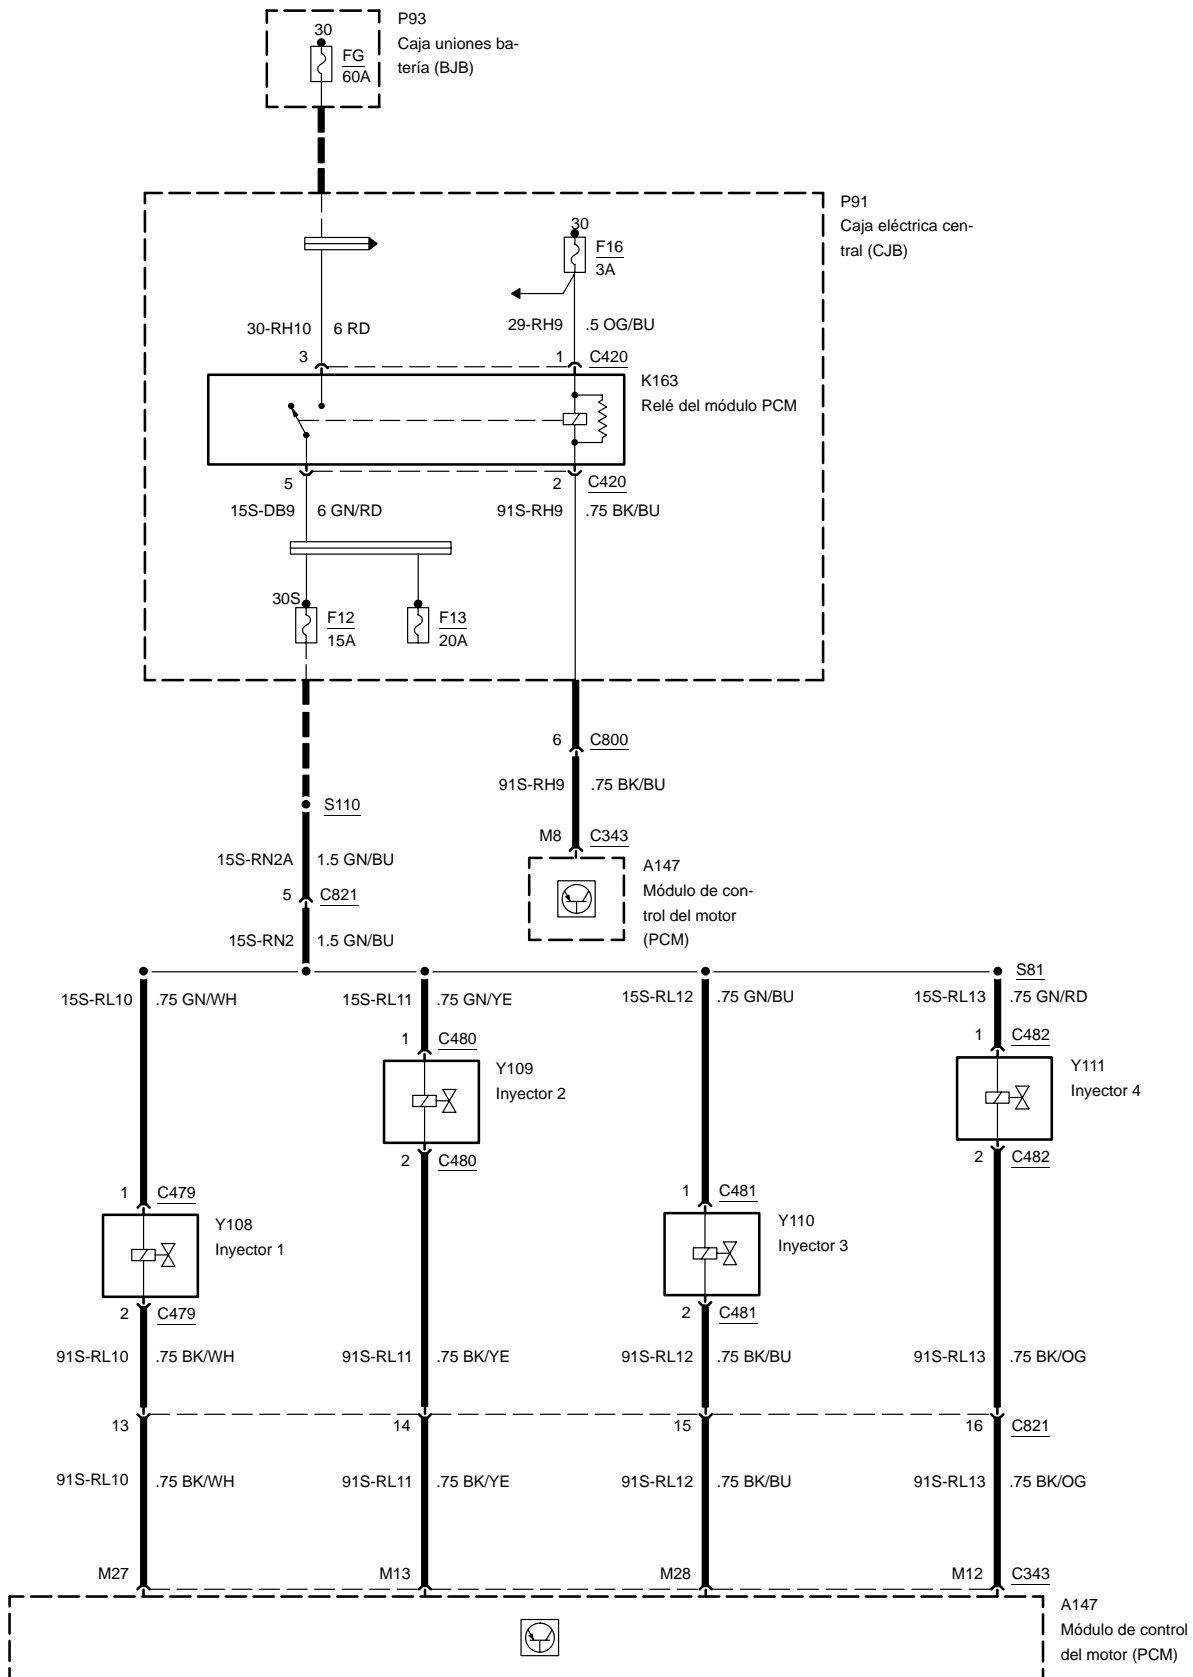 P93
Caja uniones ba-
tería (BJB)
30
FG
60A
P91
Caja eléctrica cen-
tral (CJB)
30
F16
3A
30-RH10 6 RD
29-RH9 .5 OG/BU
3
1 C420
K163
Relé del módulo PCM
5
2 C420
15S-DB9 6 GN/RD
91S-RH9 .75 BK/BU
30S
F12
15A
F13
20A
6 C800
91S-RH9 .75 BK/BU
S110
M8 C343
15S-RN2A 1.5 GN/BU
A147
Módulo de con-
trol del motor
(PCM)
5 C821
15S-RN2 1.5 GN/BU
S81
15S-RL10 .75 GN/WH
15S-RL11 .75 GN/YE
15S-RL12 .75 GN/BU
15S-RL13 .75 GN/RD
1 C480
1 C482
Y109
Inyector 2
Y111
Inyector 4
2 C480
2 C482
1 C479
1 C481
Y108
Inyector 1
Y110
Inyector 3
2 C479
2 C481
91S-RL10 .75 BK/WH
91S-RL11 .75 BK/YE
91S-RL12 .75 BK/BU
91S-RL13 .75 BK/OG
13
14
15
16 C821
91S-RL10 .75 BK/WH
91S-RL11 .75 BK/YE
91S-RL12 .75 BK/BU
91S-RL13 .75 BK/OG
M27
M13
M28
M12 C343
A147
Módulo de control
del motor (PCM)